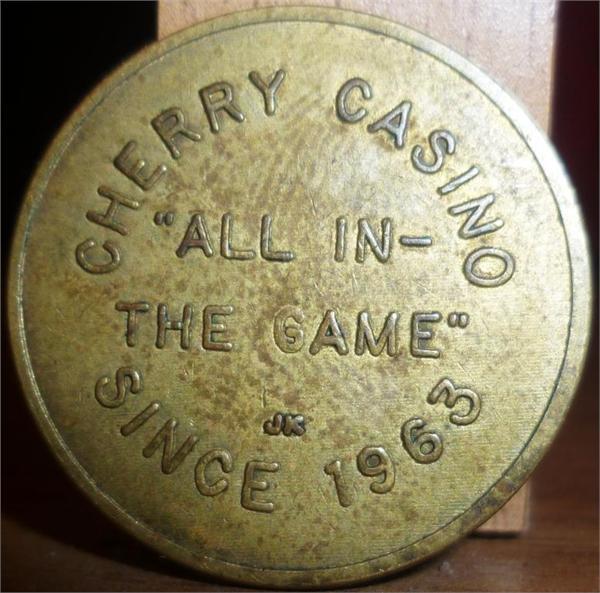 CHERRY CASINO
"ALL IN-
THE GAME"
JK
SINCE 1963